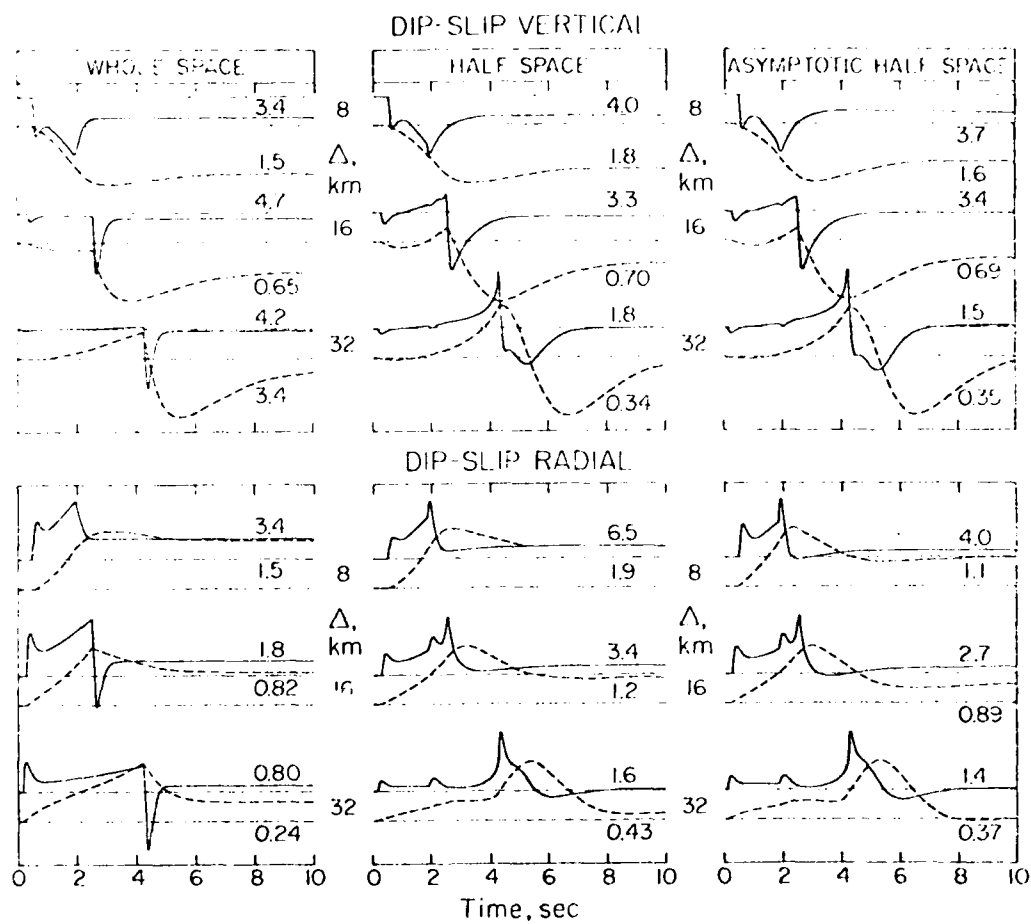 DIP-SLIP VERTICAL
WHOLE SPACE HALF SPACE ASYMPTOTIC HALF SPACE
3.4 8 4.0 8 3.7
1.5 Δ, km 1.8 Δ, km 1.6
4.7 16 3.3 16 3.4
0.65 0.70 0.69
4.2 32 1.8 32 1.5
3.4 0.34 0.35
DIP-SLIP RADIAL
3.4 6.5 4.0
1.5 8 1.9 8 1.1
Δ, km Δ, km
1.8 3.4 2.7
0.82 16 1.2 16 0.89
0.80 1.6 1.4
0.24 32 0.43 32 0.37
0 2 4 6 8 10 0 2 4 6 8 10 0 2 4 6 8 10
Time, sec